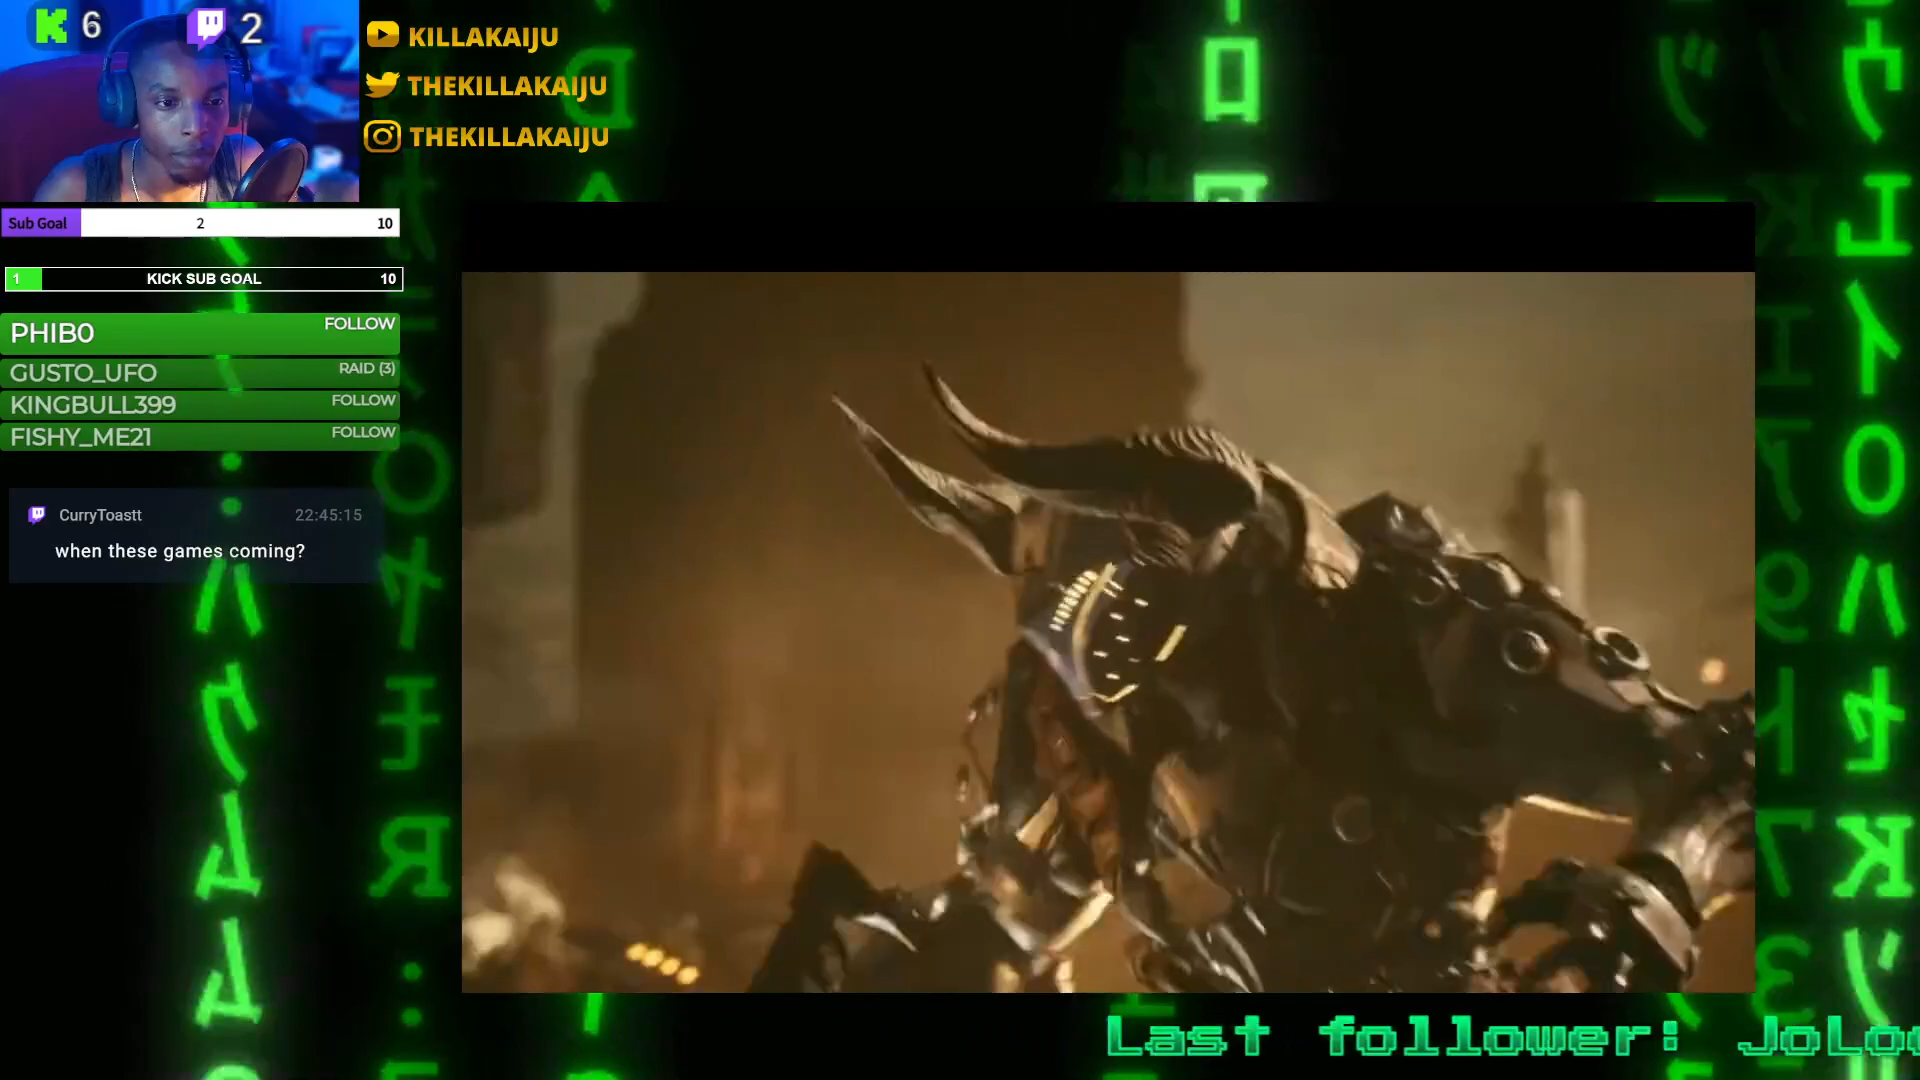 6
2
KILLAKAIJU
THEKILLAKAIJU
THEKILLAKAIJU
Sub Goal 2 10
1 KICK SUB GOAL 10
PHIB0 FOLLOW
GUSTO_UFO RAID (3)
KINGBULL399 FOLLOW
FISHY_ME21 FOLLOW
CurryToastt 22:45:15
when these games coming?
Last follower: